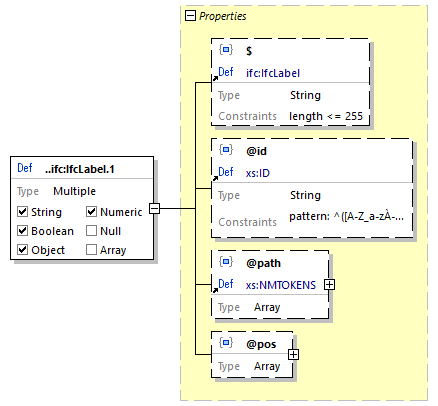 Properties
$
Def ifc:IfcLabel
Type String
Constraints length <= 255
Def ..ifc:IfcLabel.1
Type Multiple
String Numeric
Boolean Null
Object Array
@id
Def xs:ID
Type String
Constraints pattern: ^([A-Z_a-zÀ-...
@path
Def xs:NMTOKENS
Type Array
@pos
Type Array